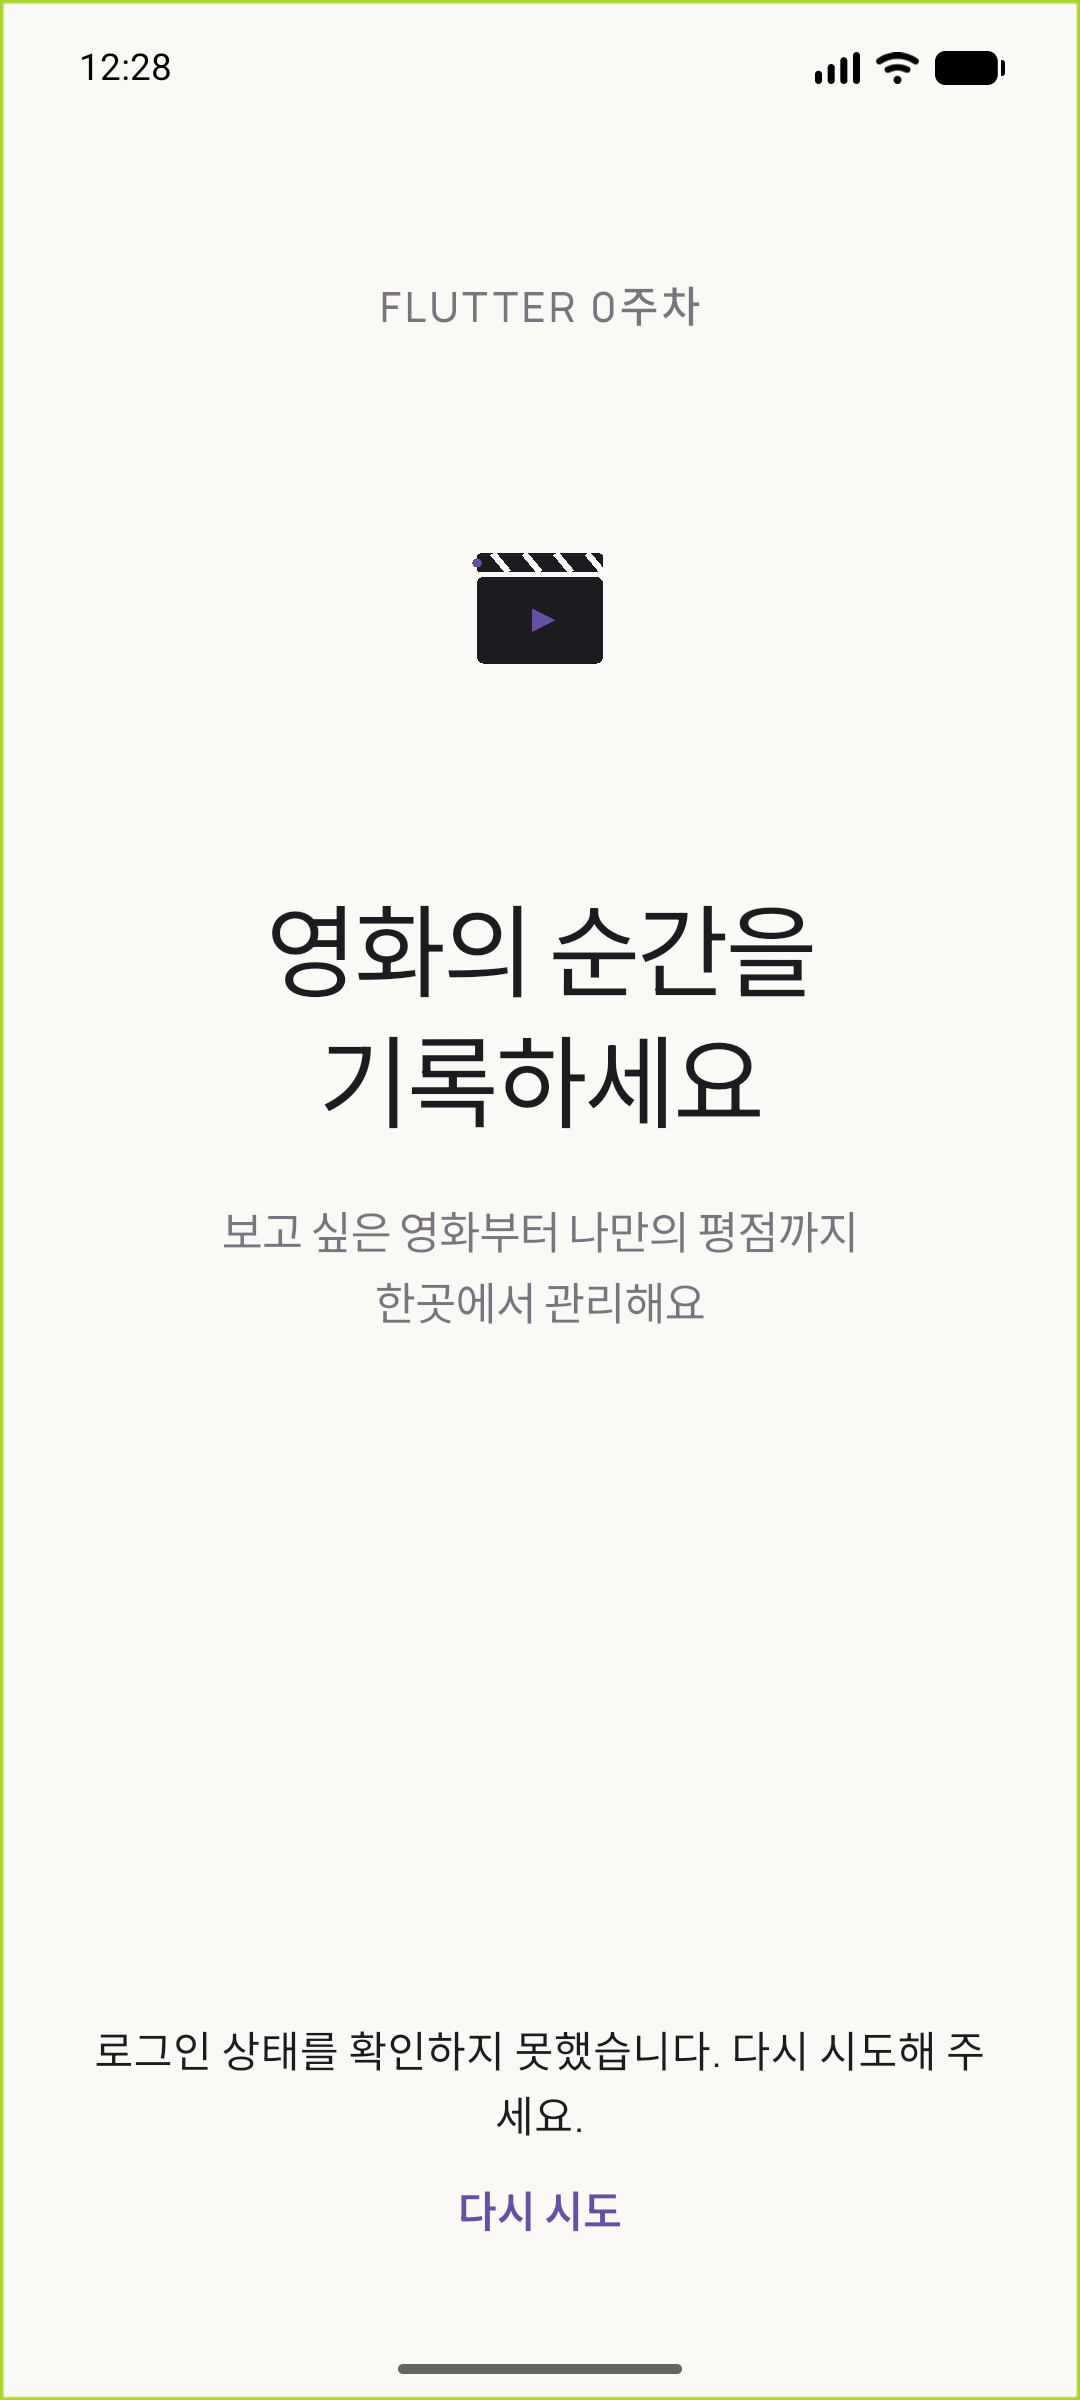 12:28
FLUTTER 0주차
영화의 순간을
기록하세요
보고 싶은 영화부터 나만의 평점까지
한곳에서 관리해요
로그인 상태를 확인하지 못했습니다. 다시 시도해 주
세요.
다시 시도